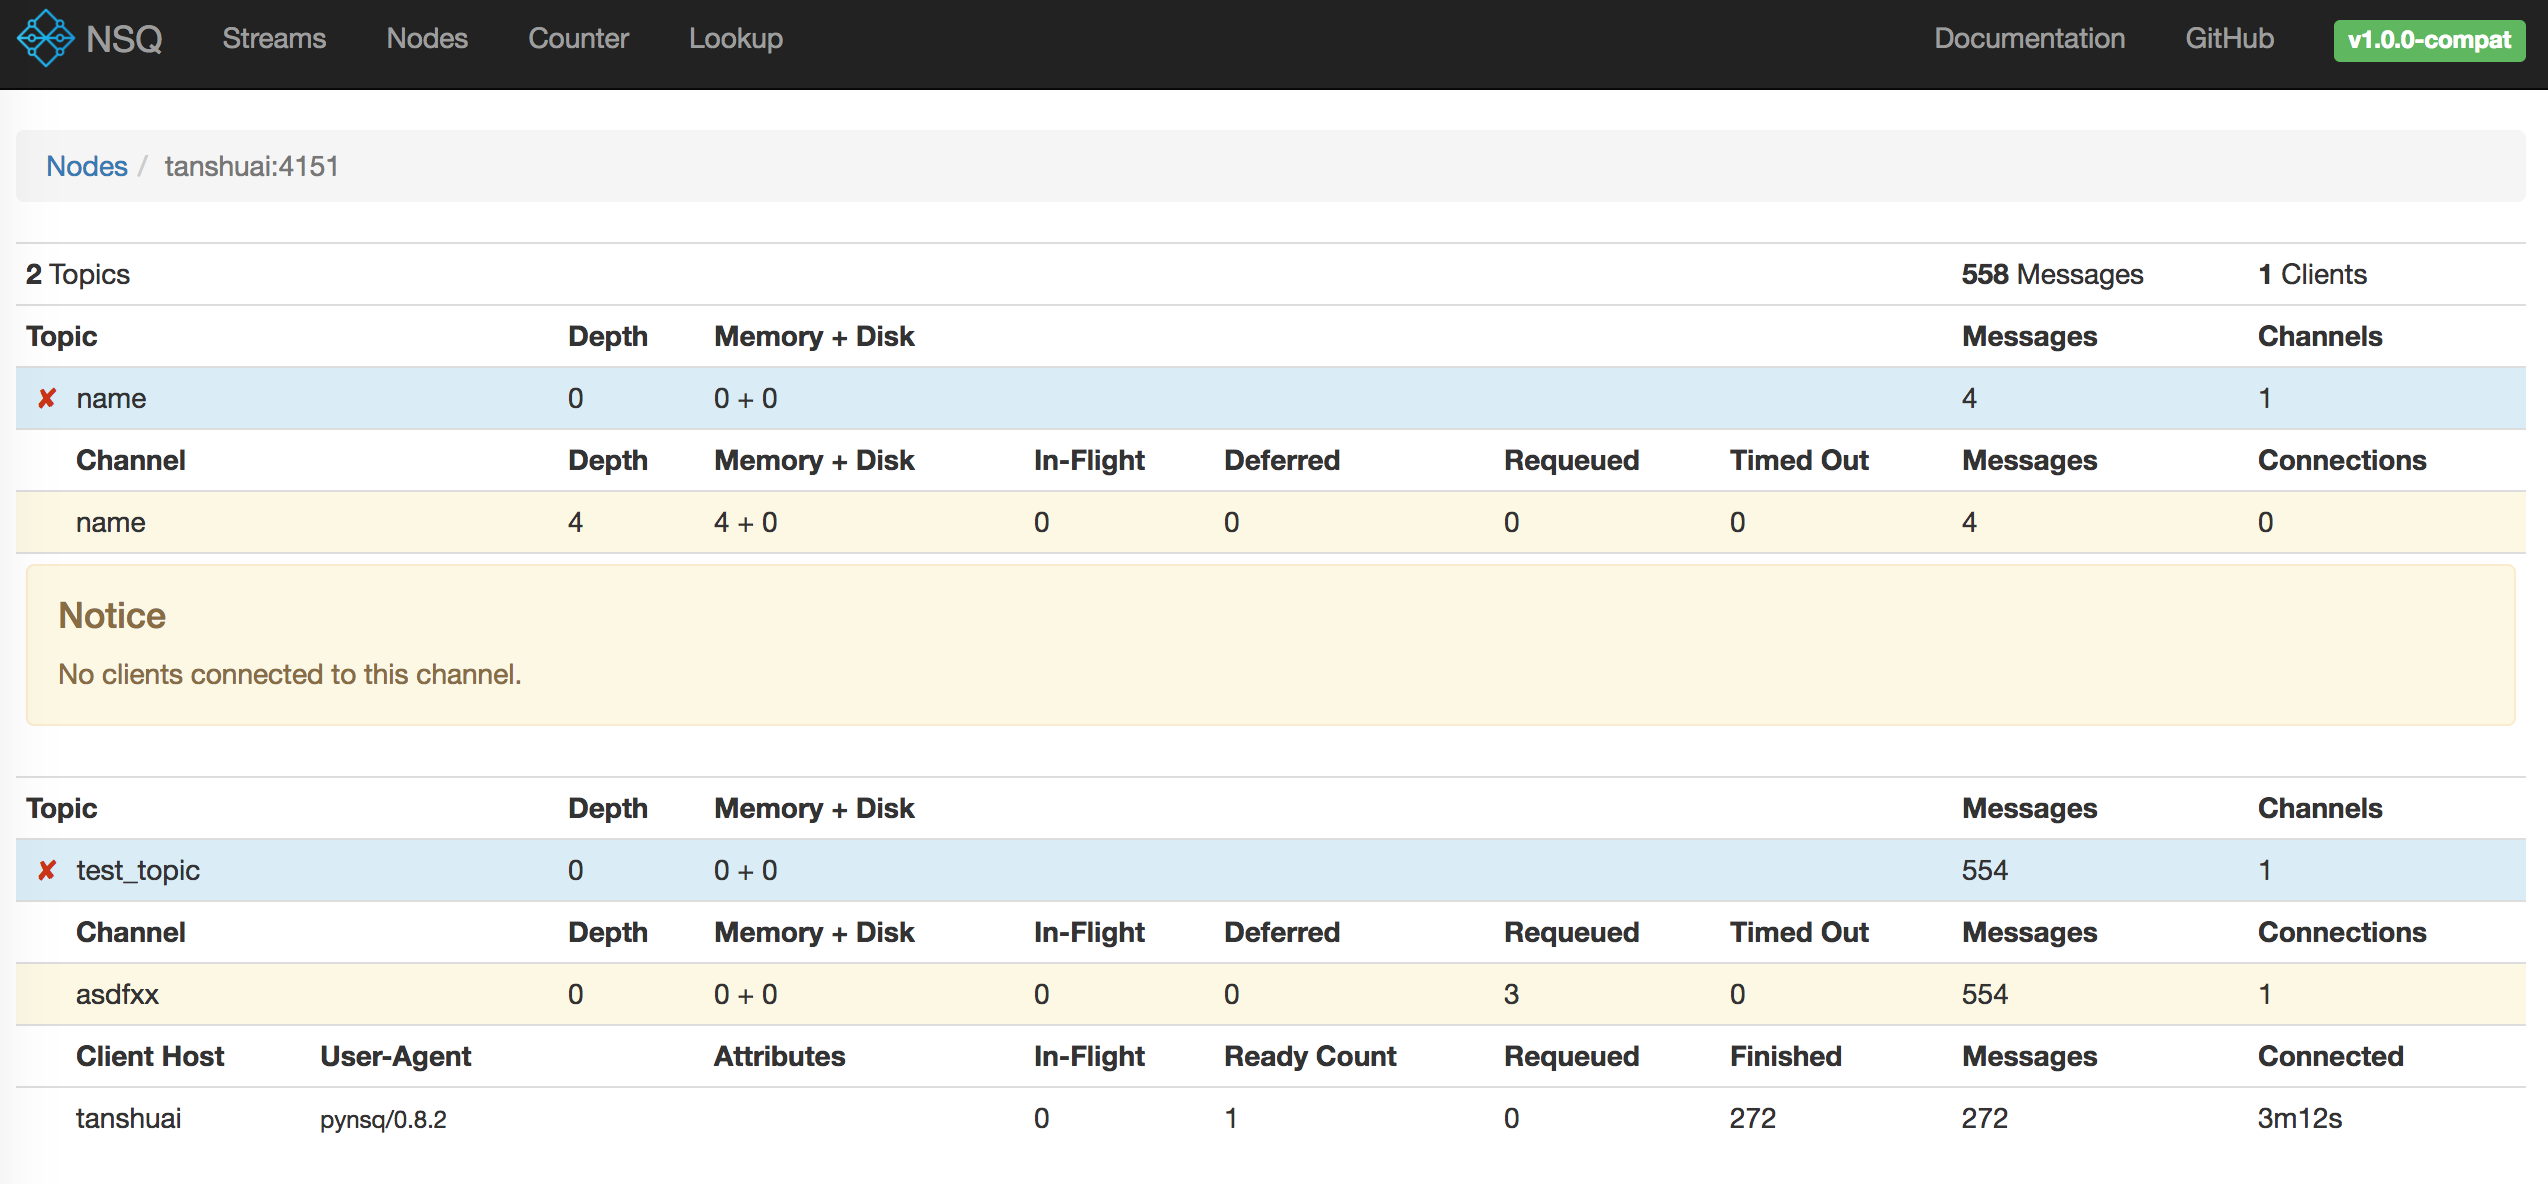 NSQ Streams Nodes Counter Lookup Documentation GitHub v1.0.0-compat
Nodes / tanshuai:4151
2 Topics 558 Messages 1 Clients
Topic Depth Memory + Disk Messages Channels
✘ name 0 0 + 0 4 1
Channel Depth Memory + Disk In-Flight Deferred Requeued Timed Out Messages Connections
name 4 4 + 0 0 0 0 0 4 0
Notice
No clients connected to this channel.
Topic Depth Memory + Disk Messages Channels
✘ test_topic 0 0 + 0 554 1
Channel Depth Memory + Disk In-Flight Deferred Requeued Timed Out Messages Connections
asdfxx 0 0 + 0 0 0 3 0 554 1
Client Host User-Agent Attributes In-Flight Ready Count Requeued Finished Messages Connected
tanshuai pynsq/0.8.2 0 1 0 272 272 3m12s